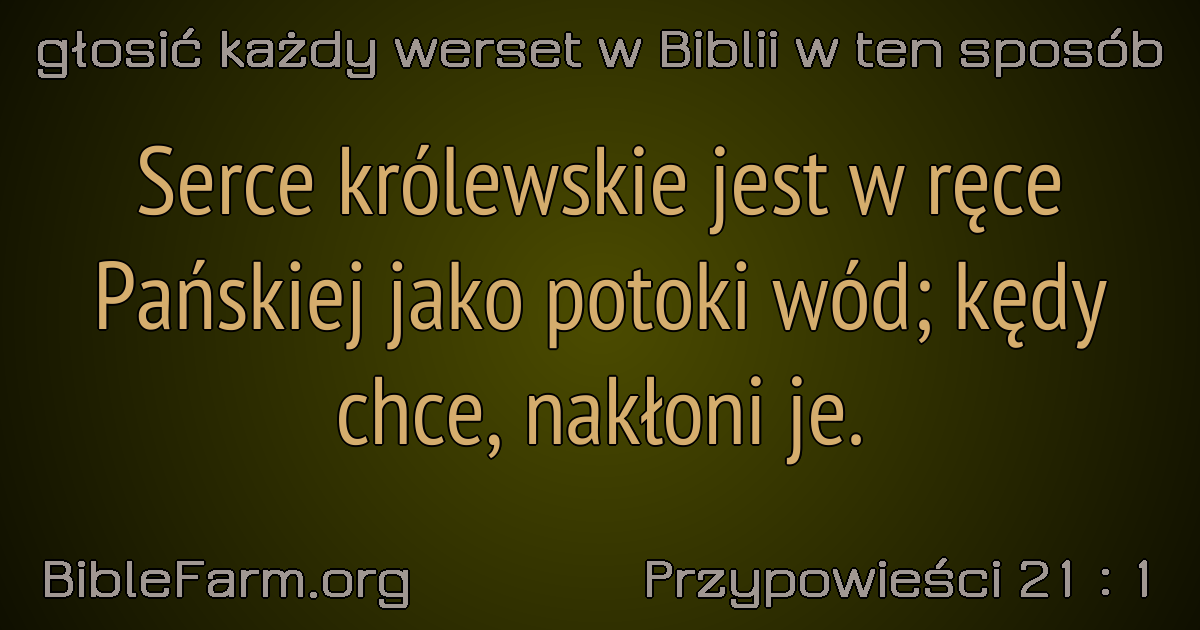 głosić każdy werset w Biblii w ten sposób
Serce królewskie jest w ręce
Pańskiej jako potoki wód; kędy
chce, nakłoni je.
BibleFarm.org
Przypowieści 21 : 1